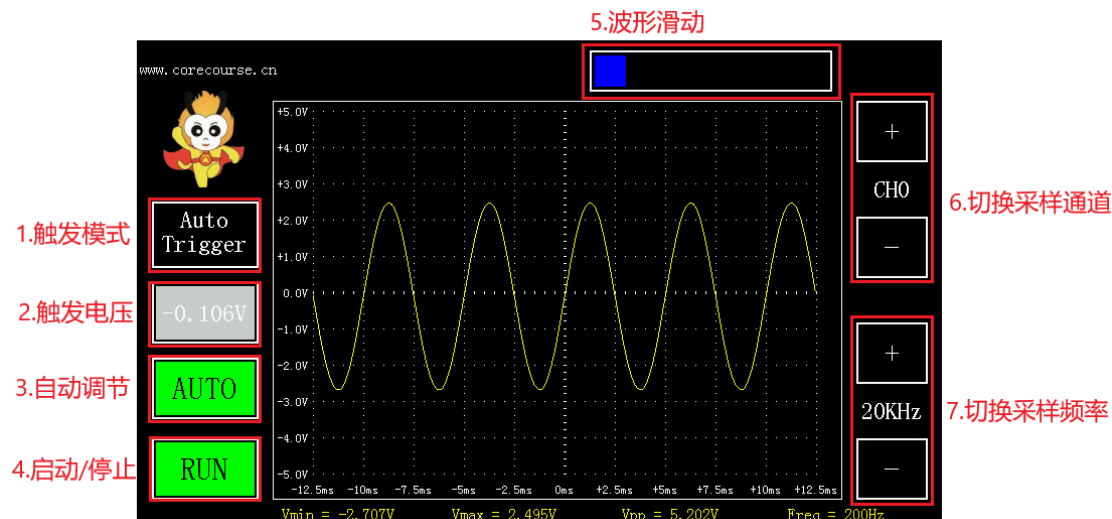 5.波形滑动
www.corecourse.cn
+5.0V
+4.0V
+3.0V
+2.0V
+1.0V
0.0V
-1.0V
-2.0V
-3.0V
-4.0V
-5.0V
-12.5ms -10ms -7.5ms -5ms -2.5ms 0ms +2.5ms +5ms +7.5ms +10ms +12.5ms
Vmin = -2.707V Vmax = 2.495V Vpp = 5.202V Freq = 200Hz
1.触发模式
Auto
Trigger
2.触发电压
-0.106V
3.自动调节
AUTO
4.启动/停止
RUN
+
CH0
-
6.切换采样通道
+
20KHz
-
7.切换采样频率